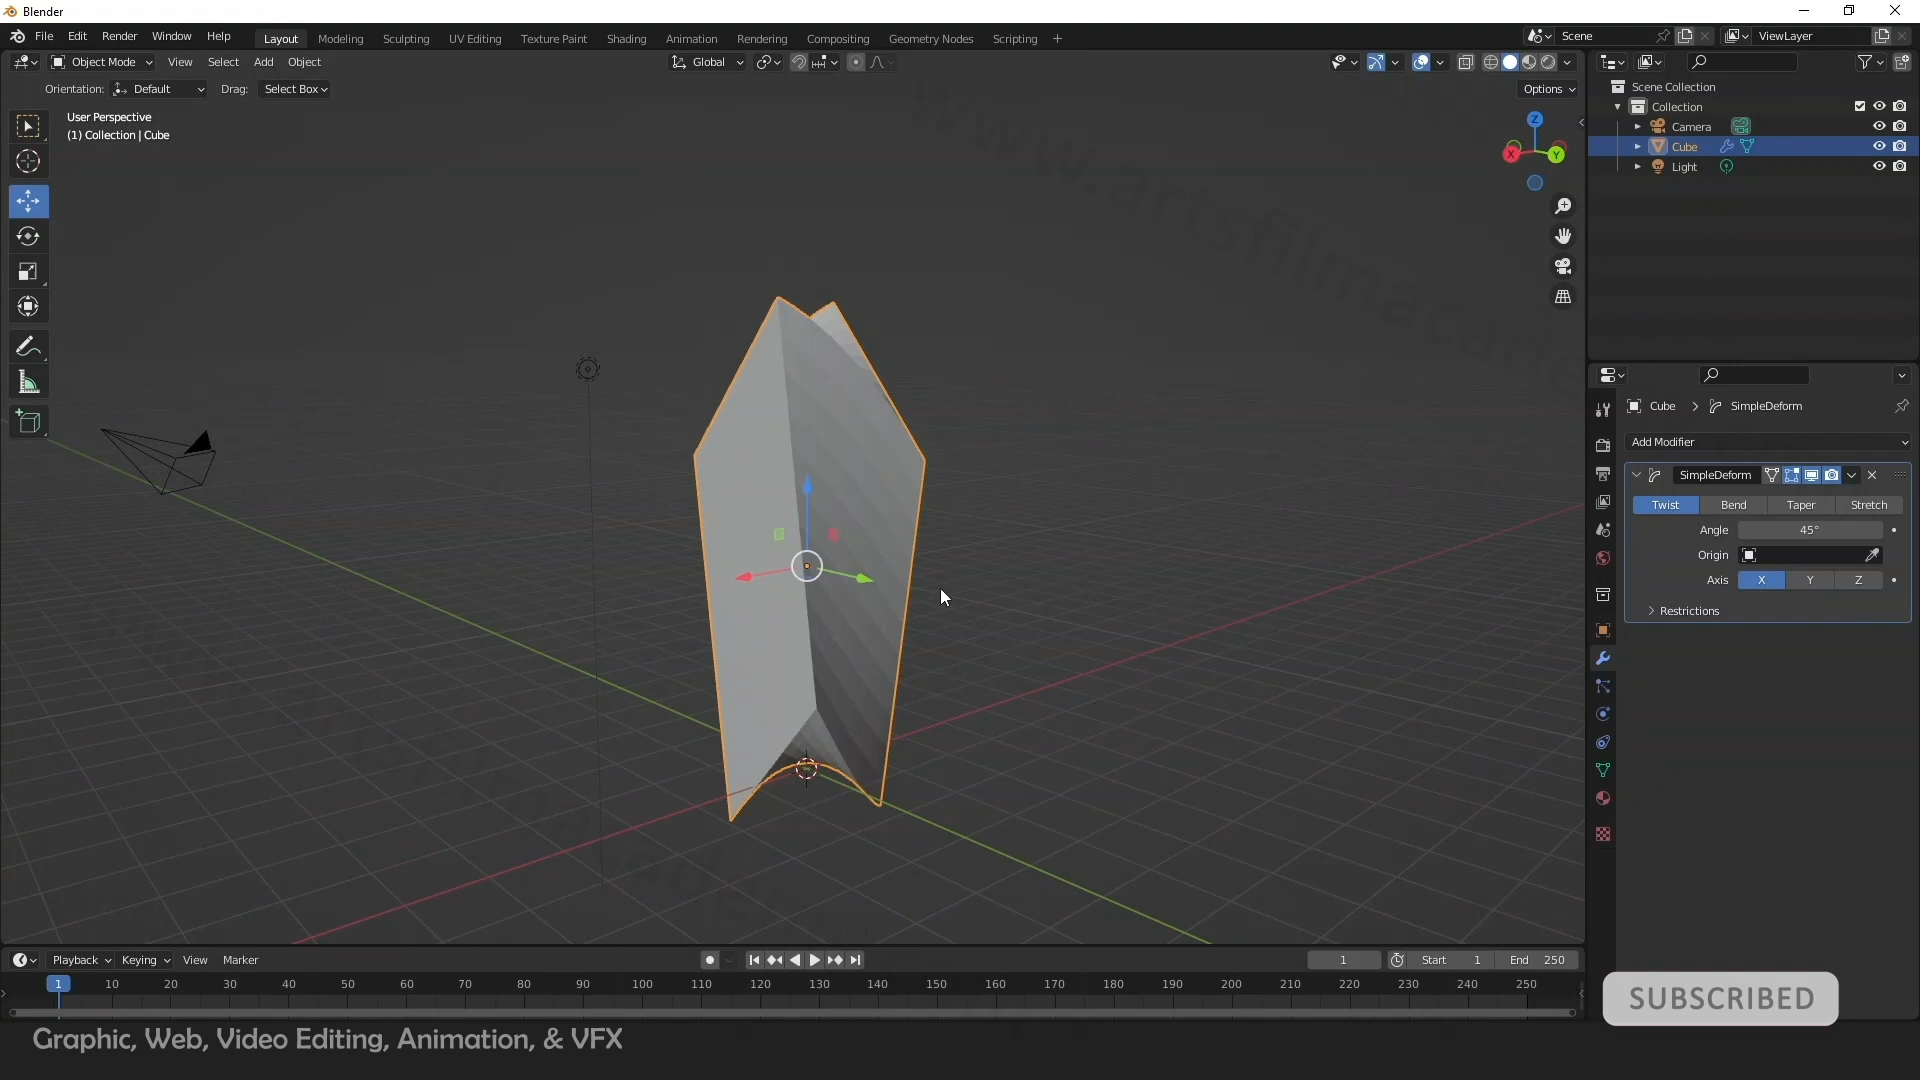 Blender
File Edit Render Window Help
Layout Modeling Sculpting UV Editing Texture Paint Shading Animation Rendering Compositing Geometry Nodes Scripting +
Scene
ViewLayer
Object Mode View Select Add Object
Global
Orientation: Default Drag: Select Box
Options
User Perspective
(1) Collection | Cube
Z
X
Y
Scene Collection
Collection
Camera
Cube
Light
Cube > SimpleDeform
Add Modifier
SimpleDeform
Twist Bend Taper Stretch
Angle 45°
Origin
Axis X Y Z
Restrictions
www.artsfilmacade
Playback Keying View Marker
1 Start 1 End 250
1 10 20 30 40 50 60 70 80 90 100 110 120 130 140 150 160 170 180 190 200 210 220 230 240 250
SUBSCRIBED
Graphic, Web, Video Editing, Animation, & VFX